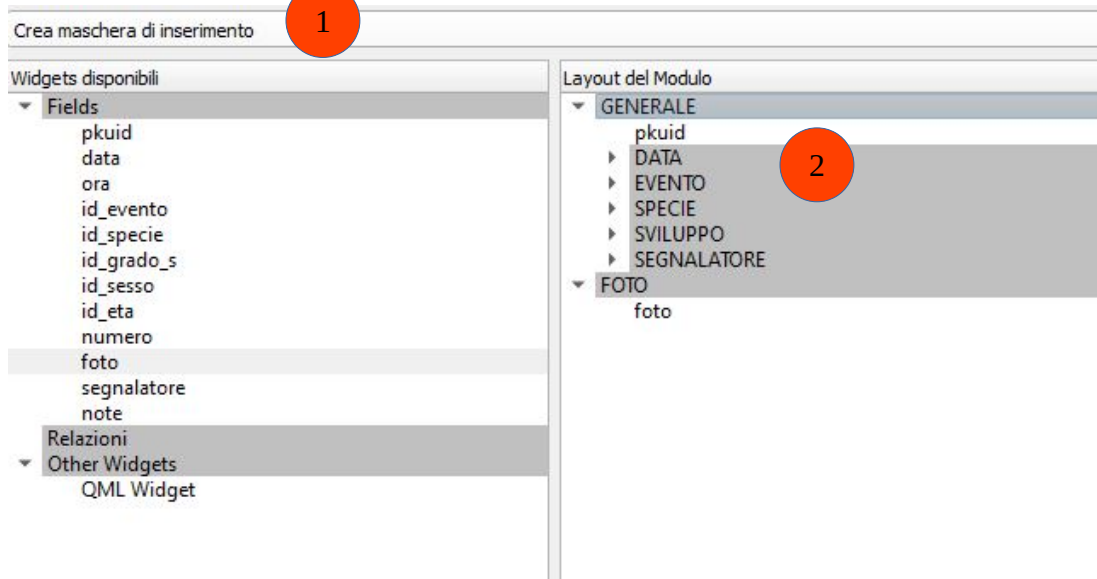 Crea maschera di inserimento
1
Widgets disponibili
Fields
pkuid
data
ora
id_evento
id_specie
id_grado_s
id_sesso
id_eta
numero
foto
segnalatore
note
Relazioni
Other Widgets
QML Widget
Layout del Modulo
GENERALE
pkuid
DATA
2
EVENTO
SPECIE
SVILUPPO
SEGNALATORE
FOTO
foto